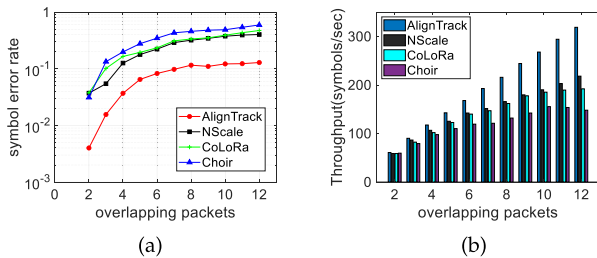 symbol error rate
1
10-1
10-2
10-3
0 2 4 6 8 10 12
overlapping packets
AlignTrack
NScale
CoLoRa
Choir
(a)
Throughput(symbols/sec)
300
200
100
0
2 4 6 8 10 12
overlapping packets
AlignTrack
NScale
CoLoRa
Choir
(b)